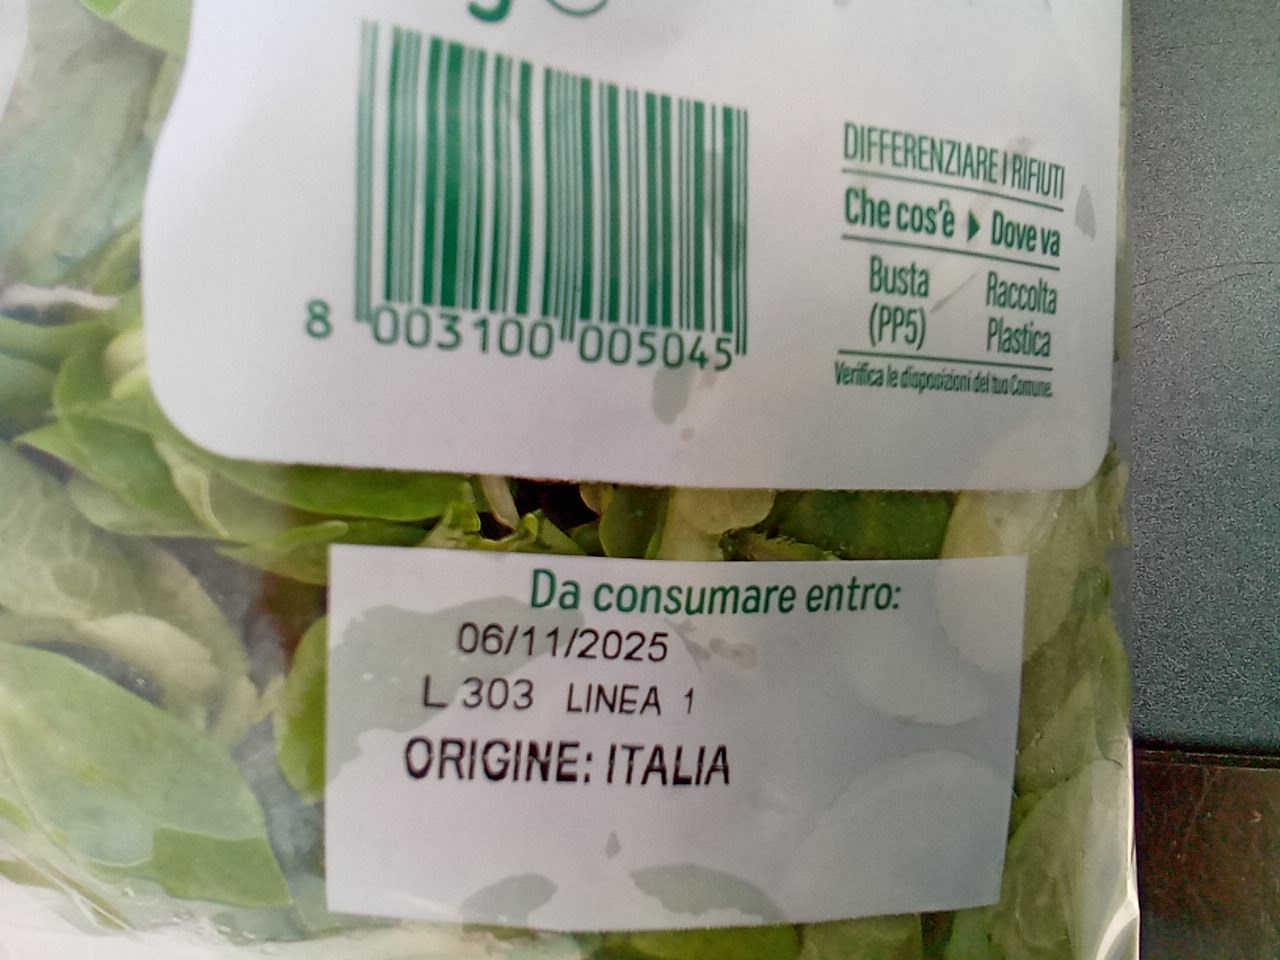 DIFFERENZIARE I RIFIUTI
Che cos'è ▶ Dove va
Busta Raccolta
(PP5) Plastica
Verifica le disposizioni del tuo Comune.
8 003100 005045
Da consumare entro:
06/11/2025
L 303 LINEA 1
ORIGINE: ITALIA